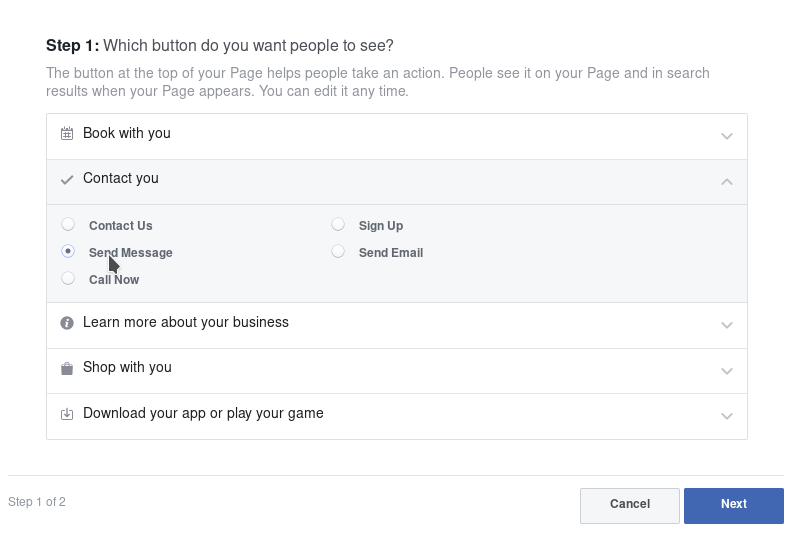 Step 1: Which button do you want people to see?
The button at the top of your Page helps people take an action. People see it on your Page and in search
results when your Page appears. You can edit it any time.
Book with you
Contact you
Contact Us
Sign Up
Send Message
Send Email
Call Now
Learn more about your business
Shop with you
Download your app or play your game
Step 1 of 2
Cancel
Next